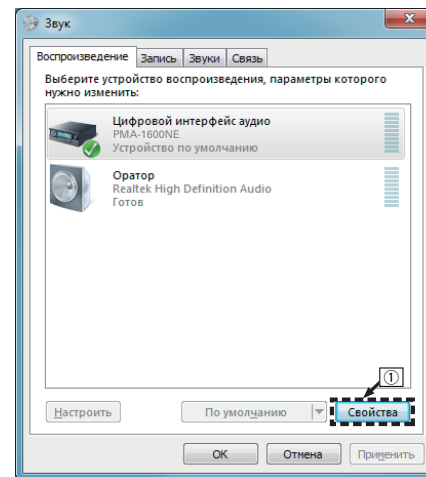 Звук
Воспроизведение Запись Звуки Связь
Выберите устройство воспроизведения, параметры которого
нужно изменить:
Цифровой интерфейс аудио
PMA-1600NE
Устройство по умолчанию
Оратор
Realtek High Definition Audio
Готов
①
Настроить По умолчанию Свойства
ОК Отмена Применить